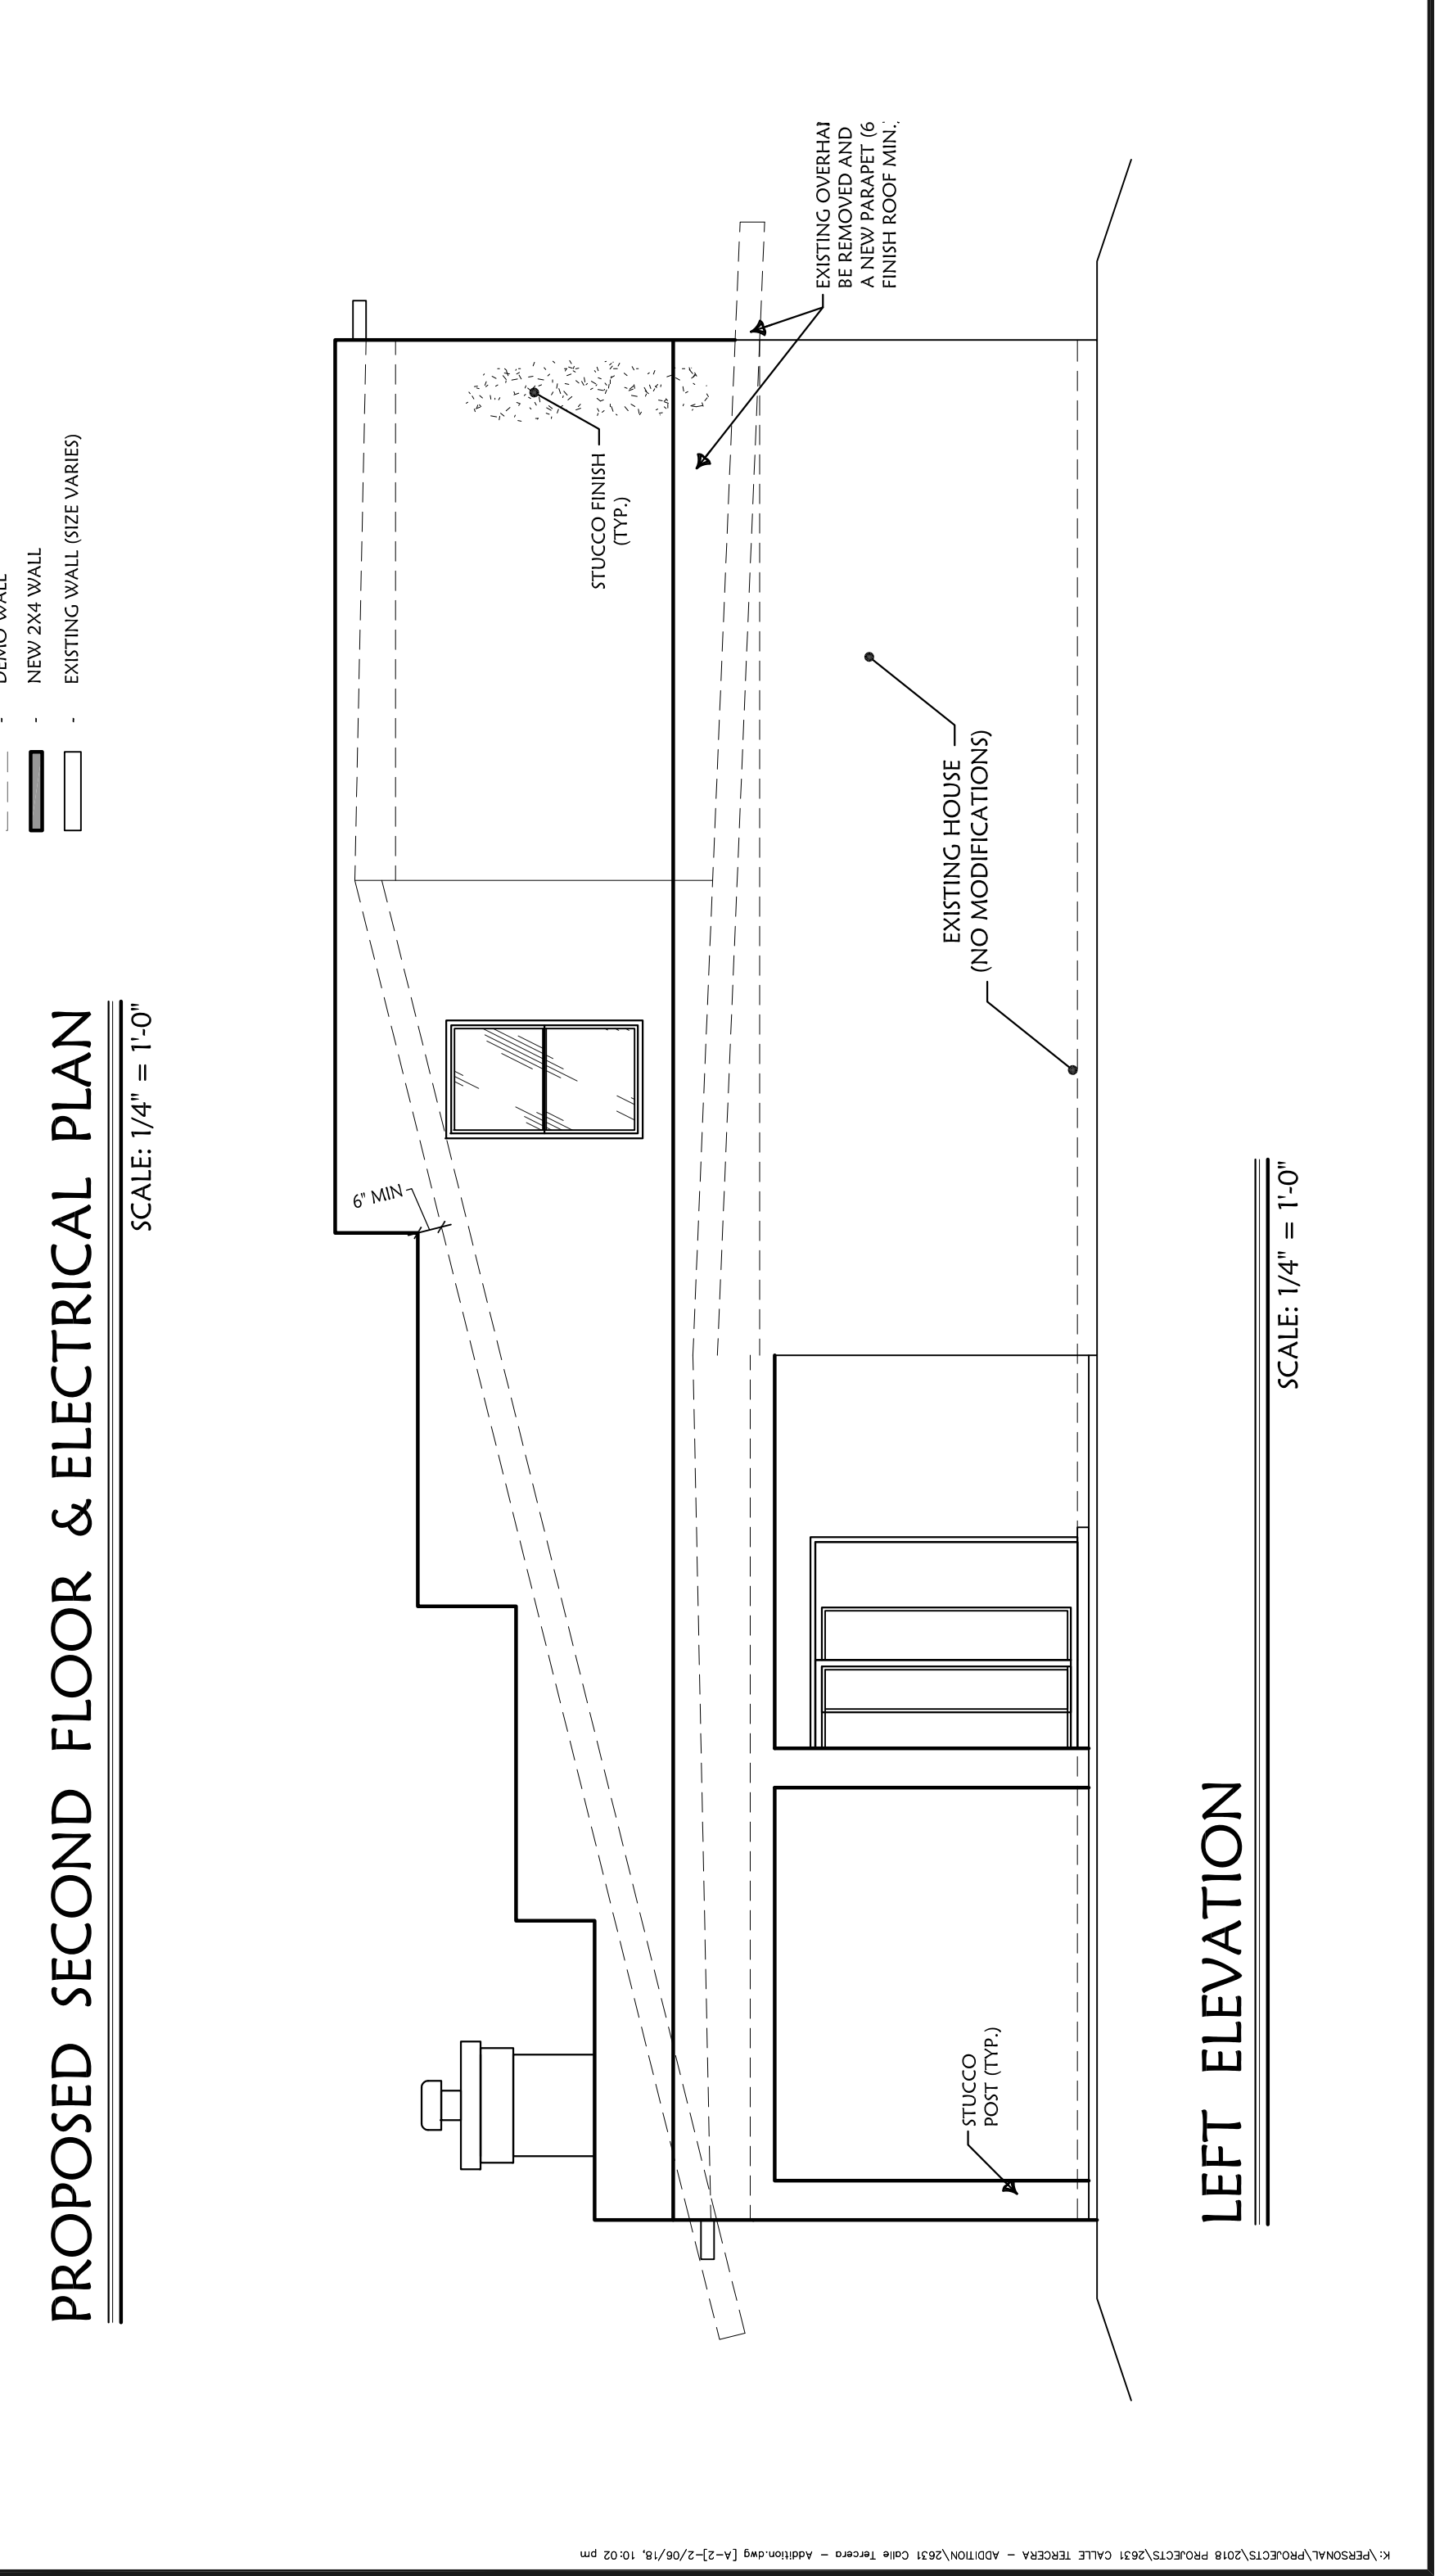 DEMO WALL
- NEW 2X4 WALL
- EXISTING WALL (SIZE VARIES)
PROPOSED SECOND FLOOR & ELECTRICAL PLAN
SCALE: 1/4" = 1'-0"
6" MIN
STUCCO FINISH
(TYP.)
EXISTING OVERHA
BE REMOVED AND
A NEW PARAPET (6
FINISH ROOF MIN.
EXISTING HOUSE
(NO MODIFICATIONS)
STUCCO
POST (TYP.)
LEFT ELEVATION
SCALE: 1/4" = 1'-0"
K:\PERSONAL\PROJECTS\2018 PROJECTS\2631 CALLE TERCERA - ADDITION\2631 Calle Tercera - Addition.dwg [A-2]-2/06/18, 10:02 pm